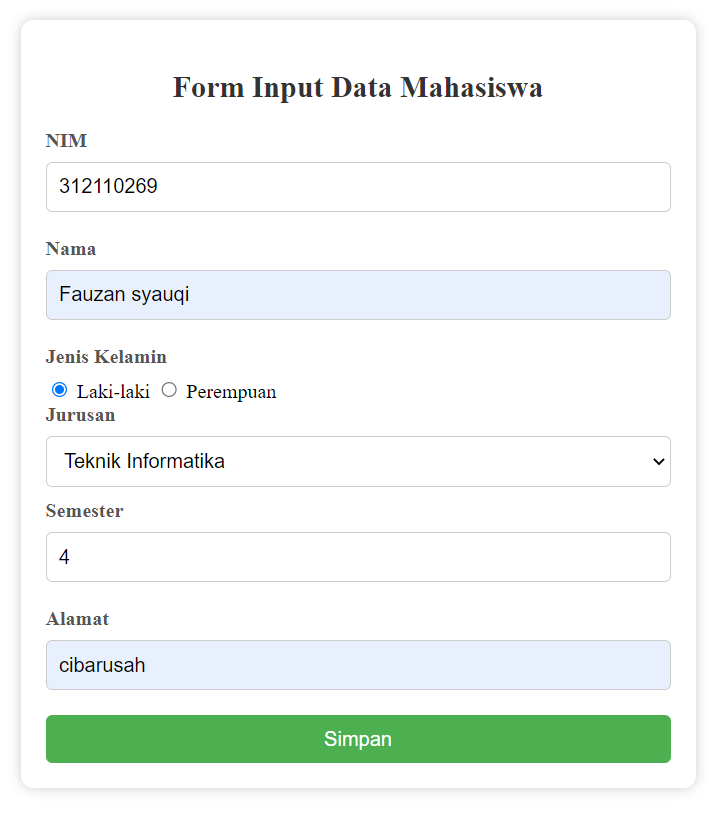 Form Input Data Mahasiswa
NIM
312110269
Nama
Fauzan syauqi
Jenis Kelamin
Laki-laki Perempuan
Jurusan
Teknik Informatika
Semester
4
Alamat
cibarusah
Simpan